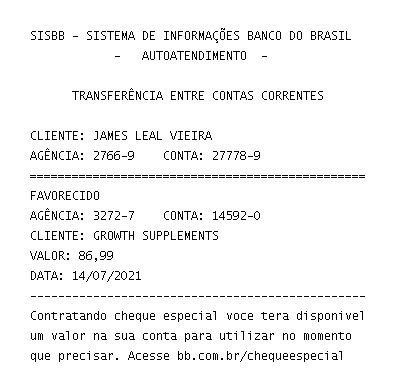 SISBB - SISTEMA DE INFORMAÇÕES BANCO DO BRASIL
-   AUTOATENDIMENTO  -
TRANSFERÊNCIA ENTRE CONTAS CORRENTES
CLIENTE: JAMES LEAL VIEIRA
AGÊNCIA: 2766-9    CONTA: 27778-9
================================================
FAVORECIDO
AGÊNCIA: 3272-7    CONTA: 14592-0
CLIENTE: GROWTH SUPPLEMENTS
VALOR: 86,99
DATA: 14/07/2021
------------------------------------------------
Contratando cheque especial voce tera disponivel
um valor na sua conta para utilizar no momento
que precisar. Acesse bb.com.br/chequeespecial